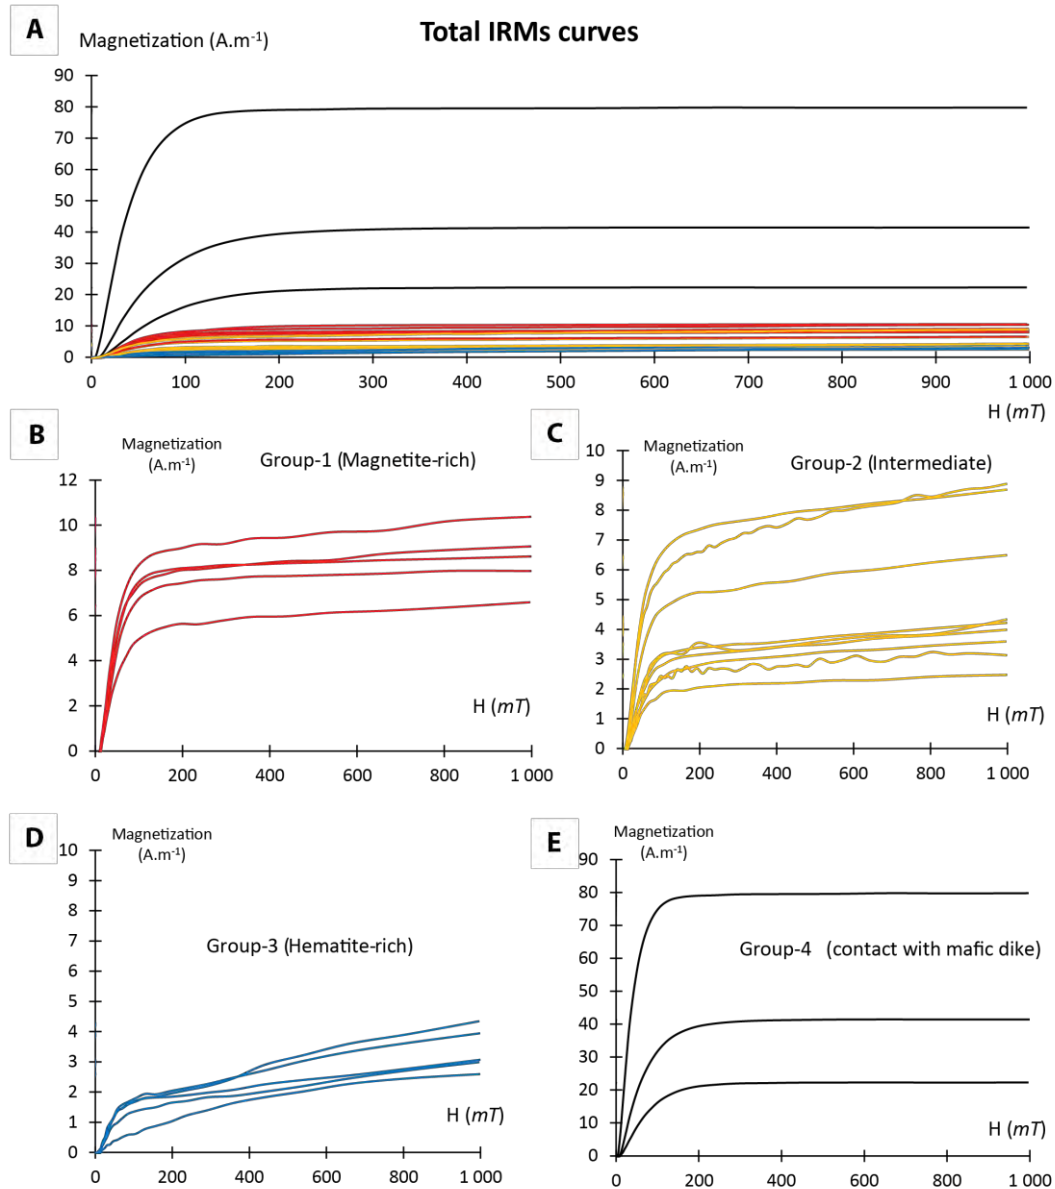 A
Magnetization (A.m⁻¹)
Total IRMs curves
90
80
70
60
50
40
30
20
10
0
0 100 200 300 400 500 600 700 800 900 1 000
H (mT)
B
Magnetization
(A.m⁻¹)
Group-1 (Magnetite-rich)
12
10
8
6
4
2
0
H (mT)
0 200 400 600 800 1 000
C
Magnetization
(A.m⁻¹)
Group-2 (Intermediate)
10
9
8
7
6
5
4
3
2
1
0
H (mT)
0 200 400 600 800 1 000
D
Magnetization
(A.m⁻¹)
10
9
8
7
6
5
4
3
2
1
0
Group-3 (Hematite-rich)
H (mT)
0 200 400 600 800 1 000
E
Magnetization
(A.m⁻¹)
90
80
70
60
50
40
30
20
10
0
Group-4 (contact with mafic dike)
H (mT)
0 200 400 600 800 1 000